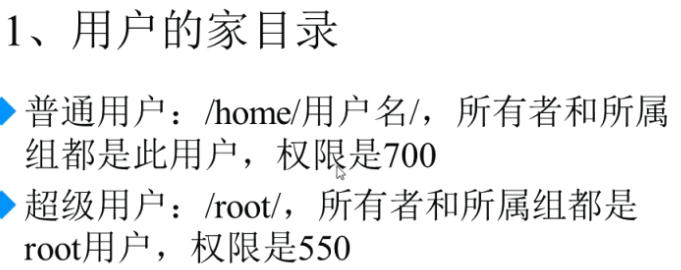 1、用户的家目录
普通用户：/home/用户名/，所有者和所属
组都是此用户，权限是700
超级用户：/root/，所有者和所属组都是
root用户，权限是550